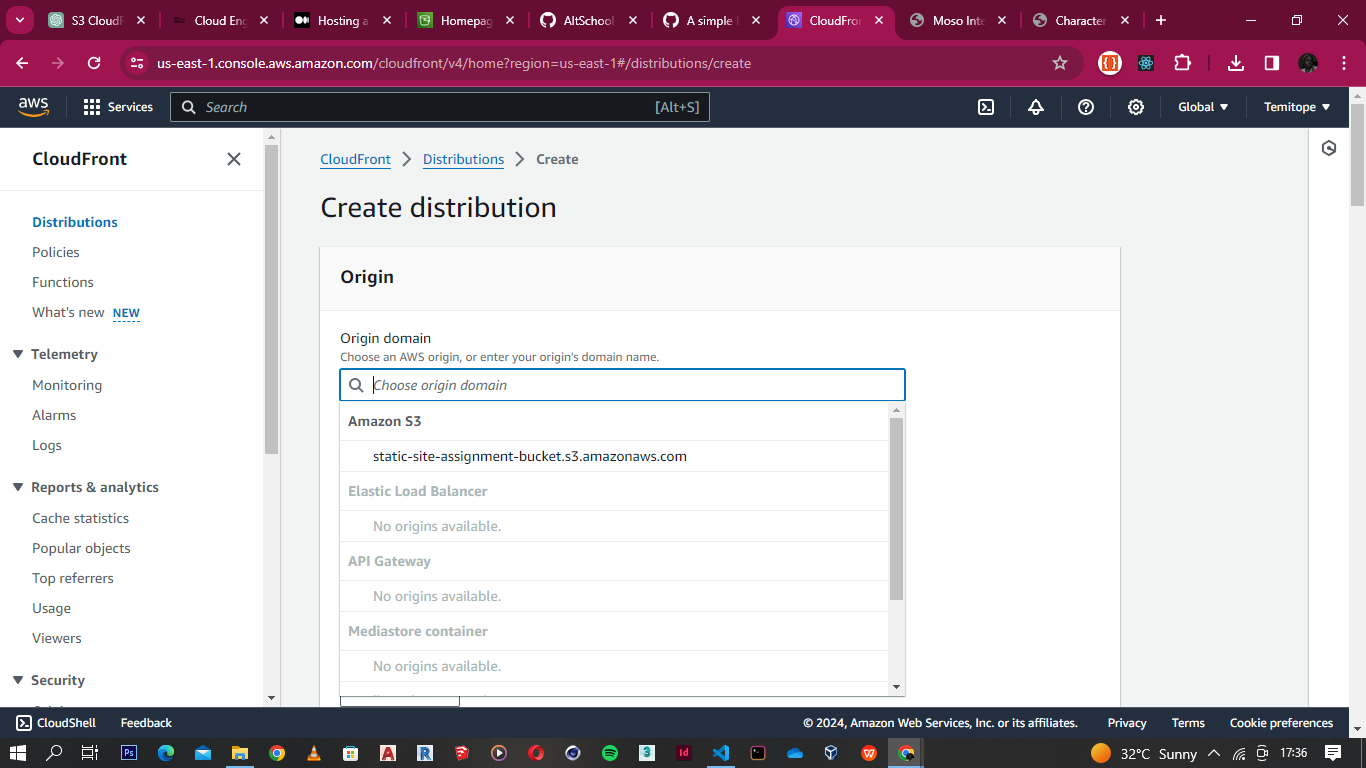 S3 CloudF
Cloud Eng
Hosting a
Homepag
AltSchool
A simple
CloudFro
Moso Inte
Character
us-east-1.console.aws.amazon.com/cloudfront/v4/home?region=us-east-1#/distributions/create
aws
Services
Search
[Alt+S]
Global
Temitope
CloudFront
Distributions
Policies
Functions
What's new NEW
Telemetry
Monitoring
Alarms
Logs
Reports & analytics
Cache statistics
Popular objects
Top referrers
Usage
Viewers
Security
CloudFront
Distributions
Create
Create distribution
Origin
Origin domain
Choose an AWS origin, or enter your origin's domain name.
Choose origin domain
Amazon S3
static-site-assignment-bucket.s3.amazonaws.com
Elastic Load Balancer
No origins available.
API Gateway
No origins available.
Mediastore container
No origins available.
CloudShell
Feedback
© 2024, Amazon Web Services, Inc. or its affiliates.
Privacy
Terms
Cookie preferences
32°C Sunny
17:36